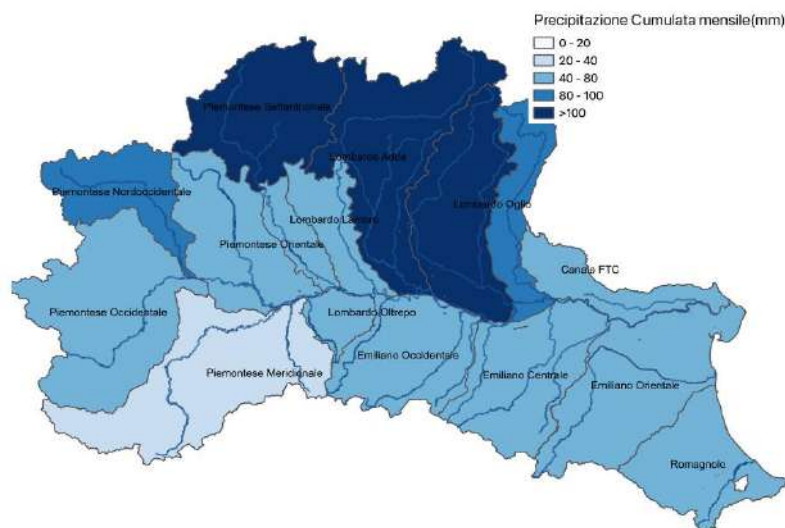 Precipitazione Cumulata mensile(mm)
0 - 20
20 - 40
40 - 80
80 - 100
>100
Piemontese Settentrionale
Lombardo Adda
Piemontese Nordoccidentale
Lombardo Oglio
Lombardo Lambro
Piemontese Orientale
Canale FTC
Piemontese Occidentale
Lombardo Oltrepo
Emiliano Occidentale
Piemontese Meridionale
Emiliano Centrale
Emiliano Orientale
Romagnolo